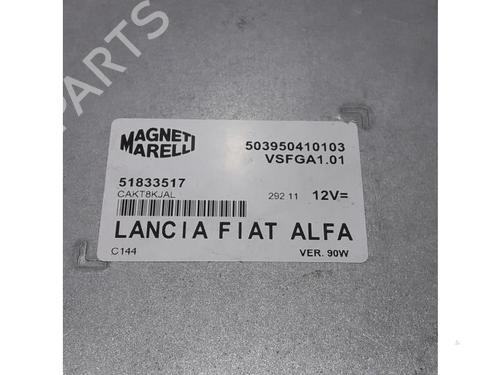 PARTS
MAGNETI
MARELLI
503950410103
VSFGA1.01
51833517
CAKT8KJAL
292 11 12V=
LANCIA FIAT ALFA
C144
VER. 90W